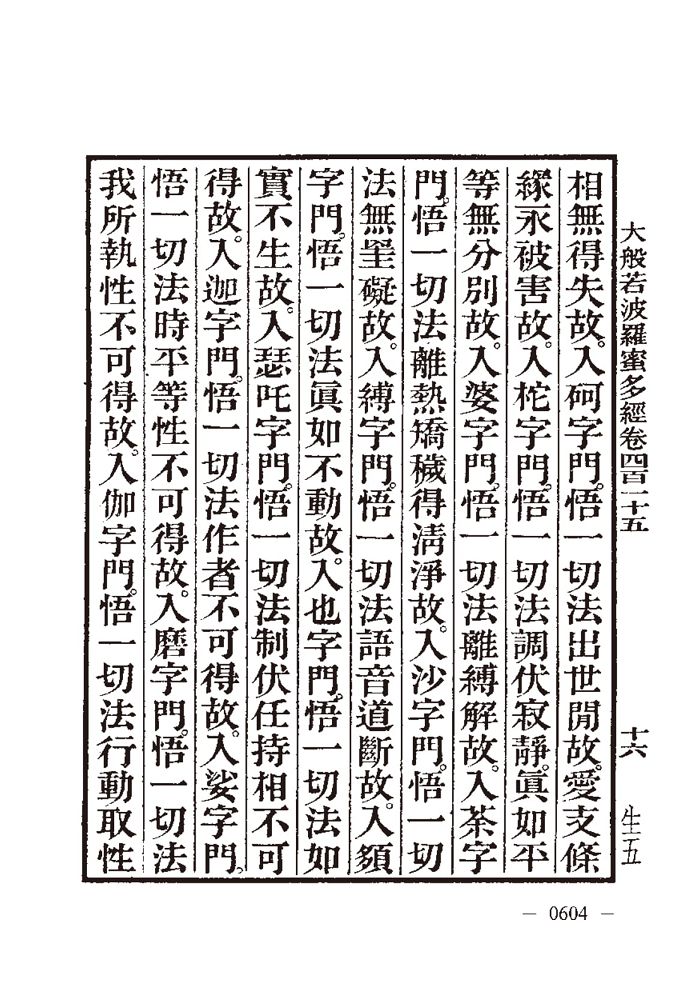 大般若波羅蜜多經卷四百一十五
十六
生五
相無得失故。入砢字門。悟一切法出世閒故。愛支條
緣永被害故。入柁字門。悟一切法調伏寂靜。眞如平
等無分別故。入婆字門。悟一切法離縛解故。入荼字
門。悟一切法離熱矯穢得淸淨故。入沙字門。悟一切
法無罣礙故。入縛字門。悟一切法語音道斷故。入頟
字門。悟一切法眞如不動故。入也字門。悟一切法如
實不生故。入瑟吒字門。悟一切法制伏任持相不可
得故。入迦字門。悟一切法作者不可得故。入娑字門。
悟一切法時平等性不可得故。入磨字門。悟一切法
我所執性不可得故。入伽字門。悟一切法行動取性
— 0604 —